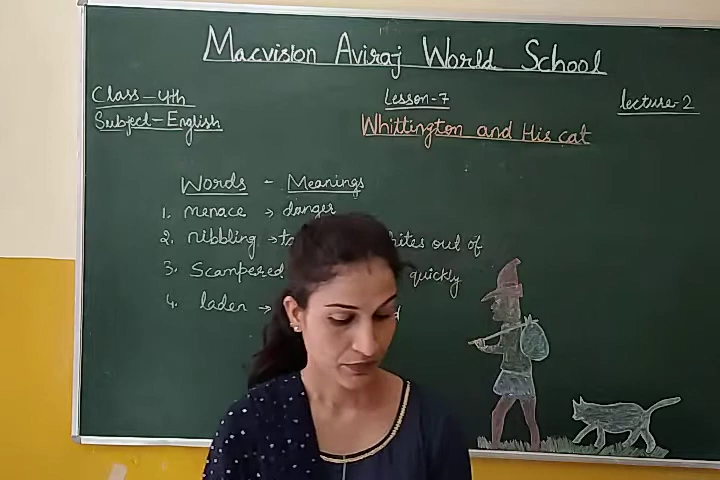 Macvision Aviraj World School
Class-4th Lesson-7 lecture-2
Subject-English Whittington and His cat
Words - Meanings
1. menace → danger
2. nibbling → bites out of
3. Scampered quickly
4. laden →